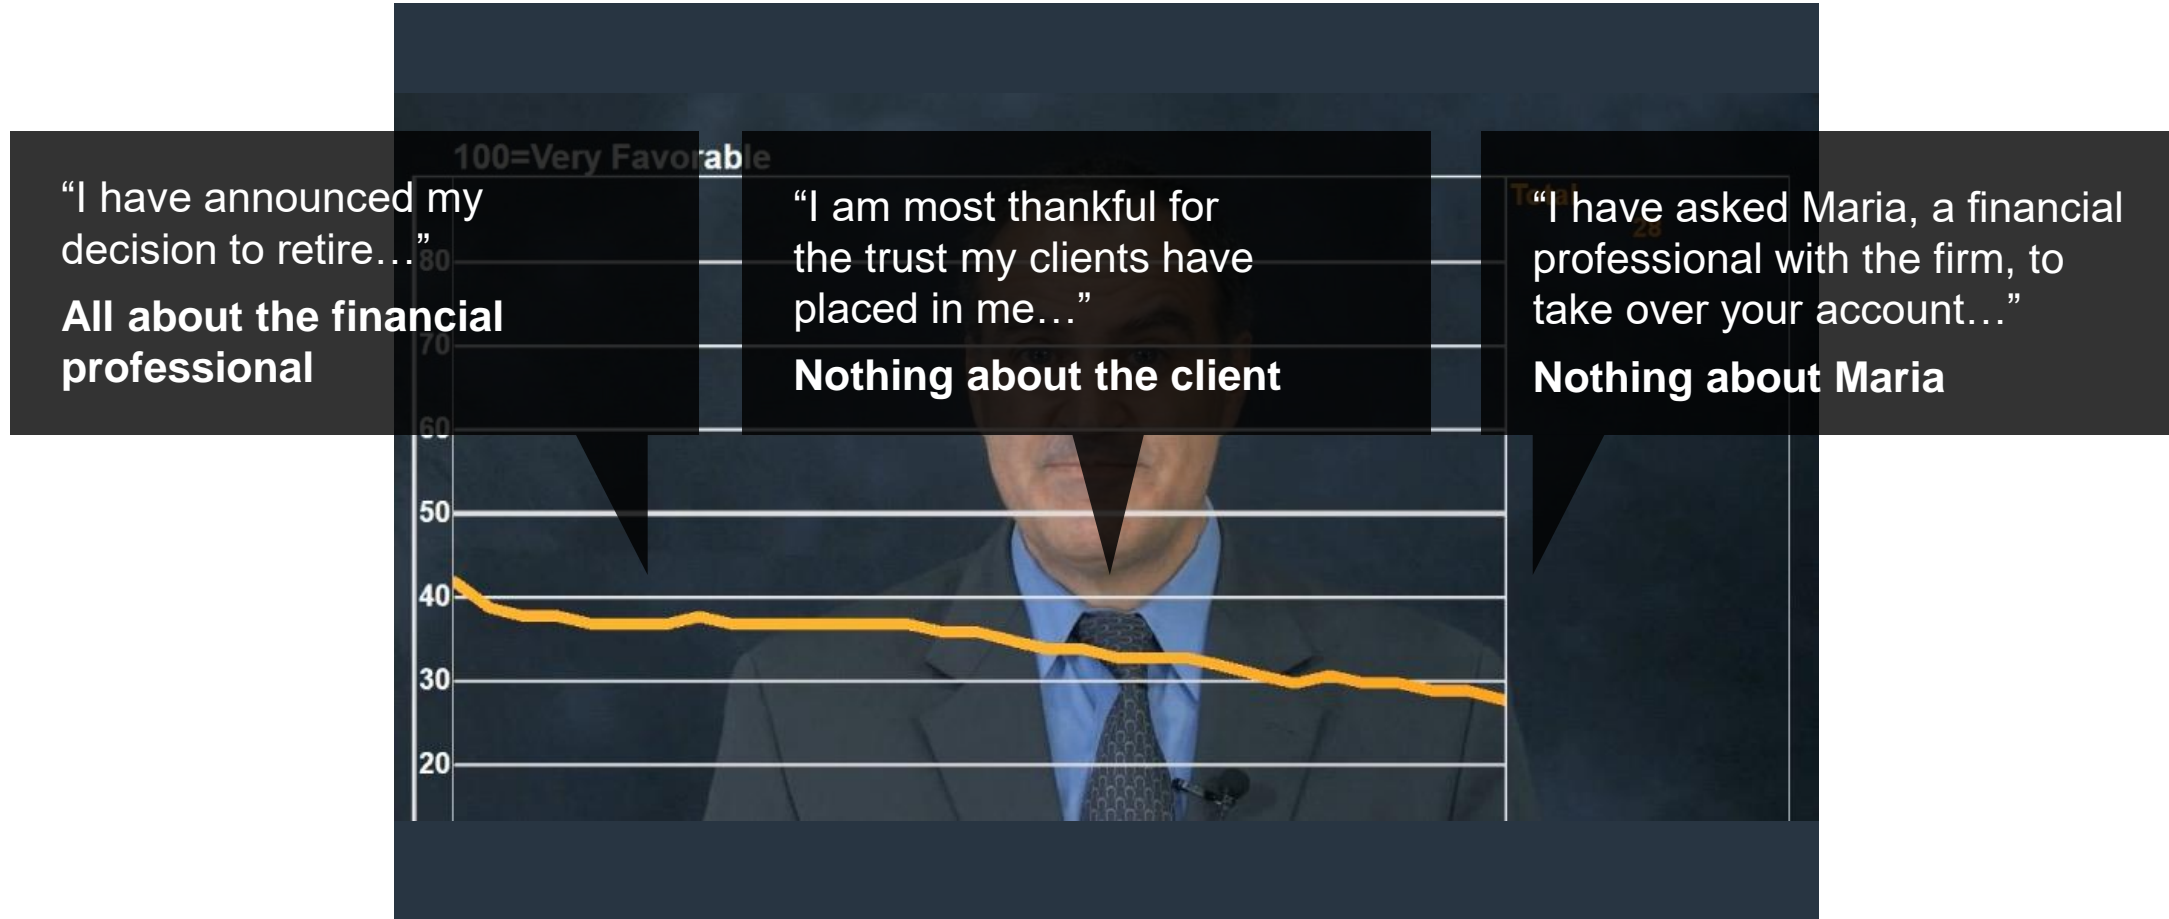 100=Very Favorable
“I have announced my
decision to retire…”
All about the financial
professional
“I am most thankful for
the trust my clients have
placed in me…”
Nothing about the client
“I have asked Maria, a financial
professional with the firm, to
take over your account…”
Nothing about Maria
Total
28
80
70
60
50
40
30
20